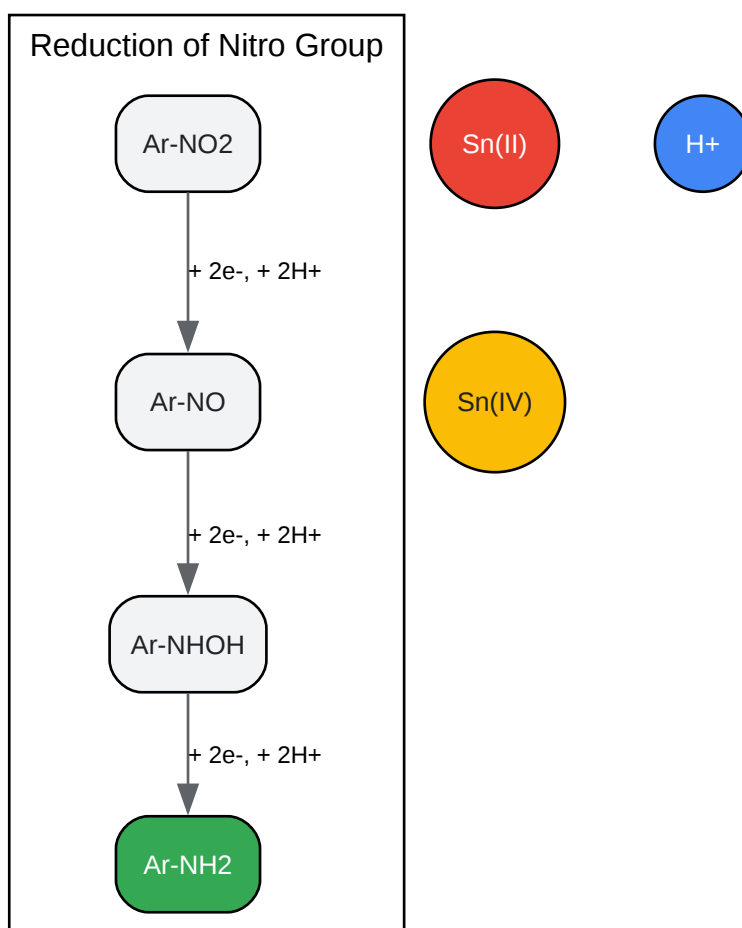 Reduction of Nitro Group
Ar-NO2
Sn(II)
H+
+ 2e-, + 2H+
Ar-NO
Sn(IV)
+ 2e-, + 2H+
Ar-NHOH
+ 2e-, + 2H+
Ar-NH2